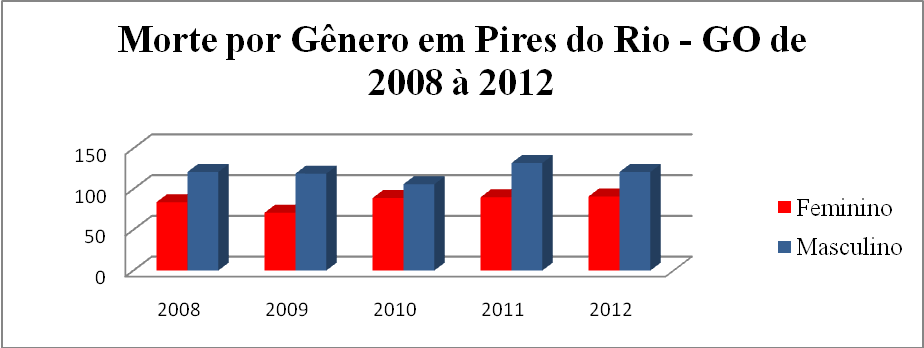 Morte por Gênero em Pires do Rio - GO de
2008 à 2012
150
100
50
0
2008 2009 2010 2011 2012
Feminino
Masculino